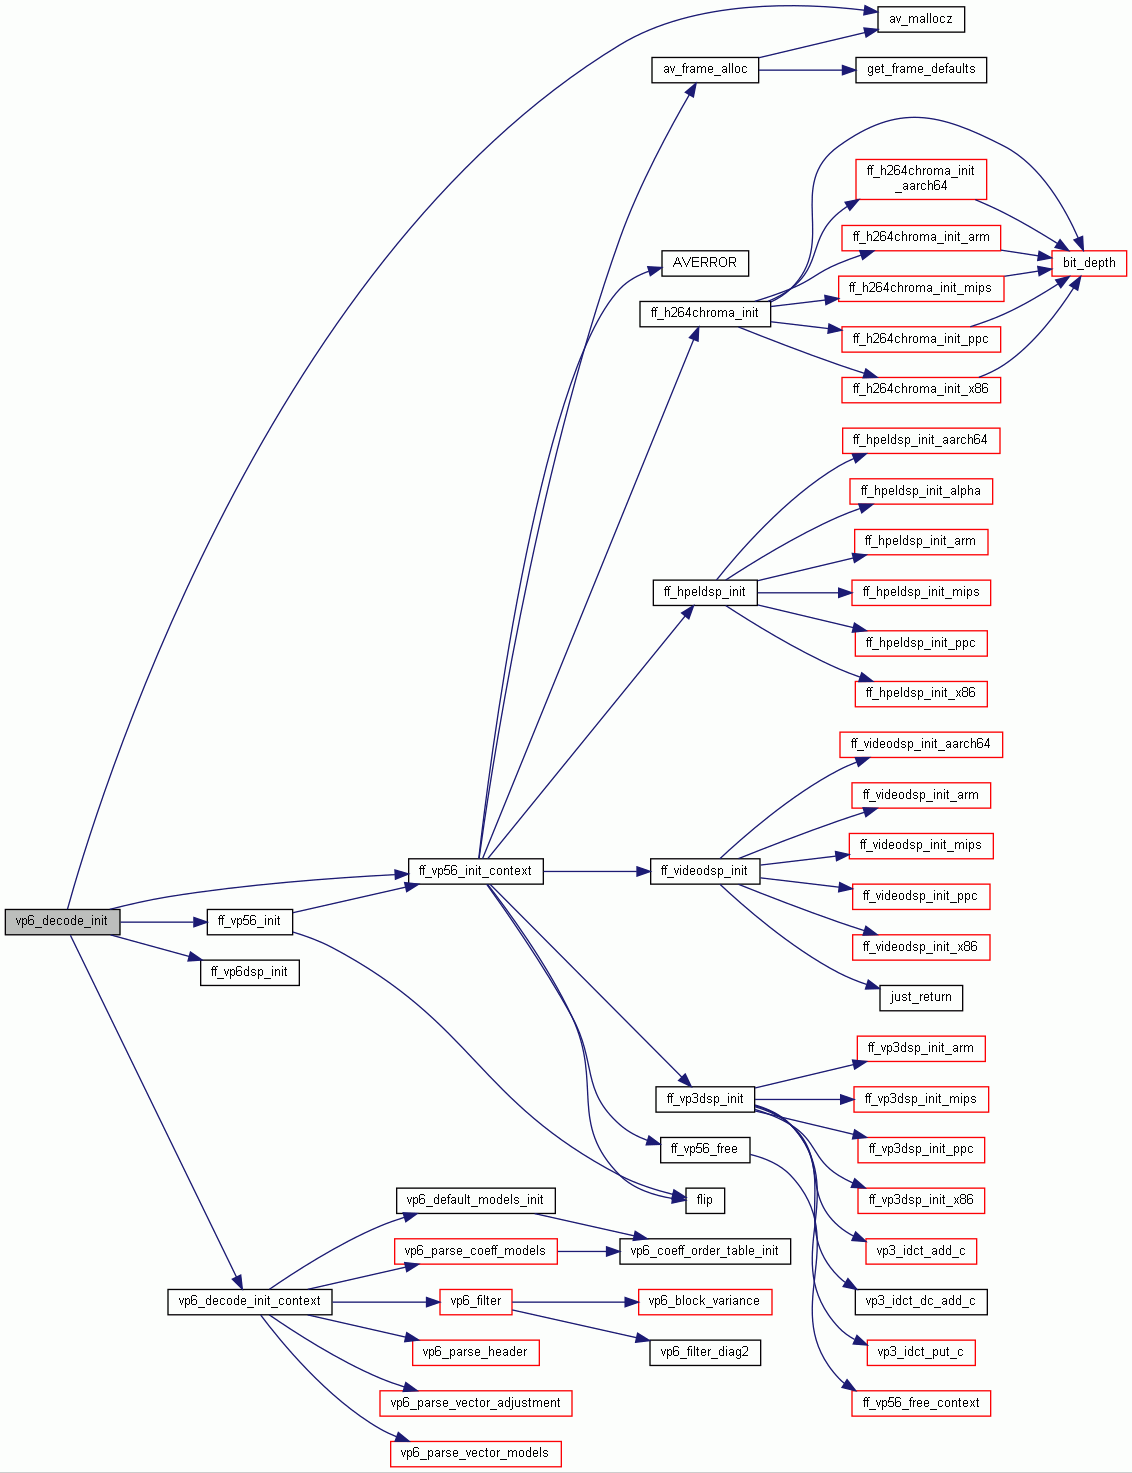 av_mallocz
av_frame_alloc
get_frame_defaults
ff_h264chroma_init
_aarch64
ff_h264chroma_init_arm
AVERROR
bit_depth
ff_h264chroma_init_mips
ff_h264chroma_init
ff_h264chroma_init_ppc
ff_h264chroma_init_x86
ff_hpeldsp_init_aarch64
ff_hpeldsp_init_alpha
ff_hpeldsp_init_arm
ff_hpeldsp_init
ff_hpeldsp_init_mips
ff_hpeldsp_init_ppc
ff_hpeldsp_init_x86
ff_videodsp_init_aarch64
ff_videodsp_init_arm
ff_videodsp_init_mips
ff_vp56_init_context
ff_videodsp_init
ff_videodsp_init_ppc
vp6_decode_init
ff_vp56_init
ff_videodsp_init_x86
ff_vp6dsp_init
just_return
ff_vp3dsp_init_arm
ff_vp3dsp_init
ff_vp3dsp_init_mips
ff_vp56_free
ff_vp3dsp_init_ppc
vp6_default_models_init
flip
ff_vp3dsp_init_x86
vp6_parse_coeff_models
vp6_coeff_order_table_init
vp3_idct_add_c
vp6_decode_init_context
vp6_filter
vp6_block_variance
vp3_idct_dc_add_c
vp6_parse_header
vp6_filter_diag2
vp3_idct_put_c
vp6_parse_vector_adjustment
ff_vp56_free_context
vp6_parse_vector_models